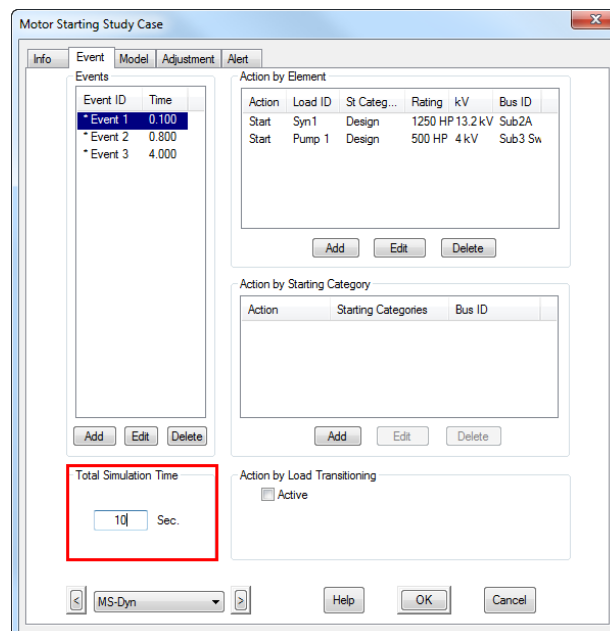 Motor Starting Study Case
Info Event Model Adjustment Alert
Events
Event ID Time
* Event 1 0.100
* Event 2 0.800
* Event 3 4.000
Add Edit Delete
Action by Element
Action Load ID St Categ... Rating kV Bus ID
Start Syn1 Design 1250 HP 13.2 kV Sub2A
Start Pump 1 Design 500 HP 4 kV Sub3 Sw
Add Edit Delete
Action by Starting Category
Action Starting Categories Bus ID
Add Edit Delete
Total Simulation Time
10 Sec.
Action by Load Transitioning
Active
< MS-Dyn > Help OK Cancel